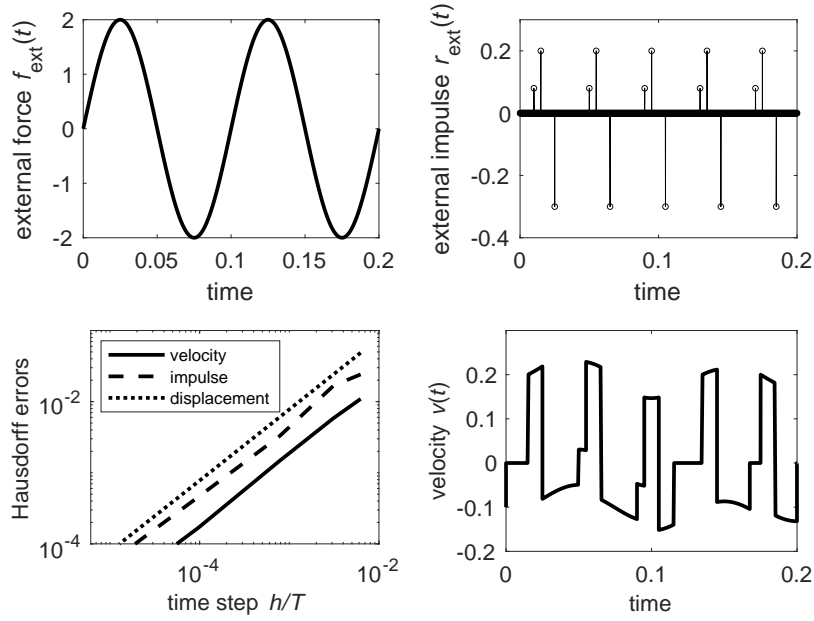 external force f_ext(t)
2
1
0
-1
-2
0 0.05 0.1 0.15 0.2
time
external impulse r_ext(t)
0.2
0
-0.2
-0.4
0 0.1 0.2
time
Hausdorff errors
10^-2
10^-4
velocity
impulse
displacement
10^-4 10^-2
time step h/T
velocity v(t)
0.2
0.1
0
-0.1
-0.2
0 0.1 0.2
time